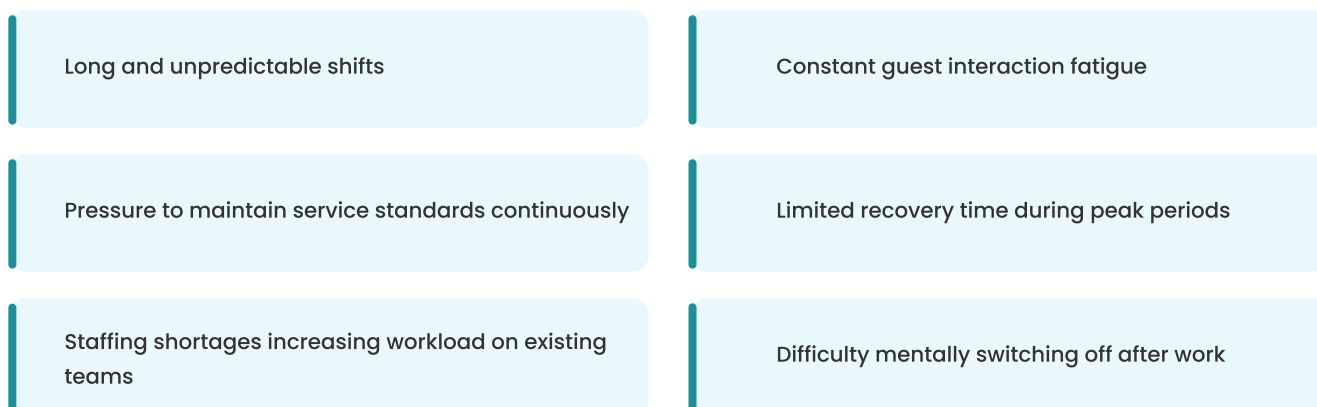 Long and unpredictable shifts
Constant guest interaction fatigue
Pressure to maintain service standards continuously
Limited recovery time during peak periods
Staffing shortages increasing workload on existing
teams
Difficulty mentally switching off after work